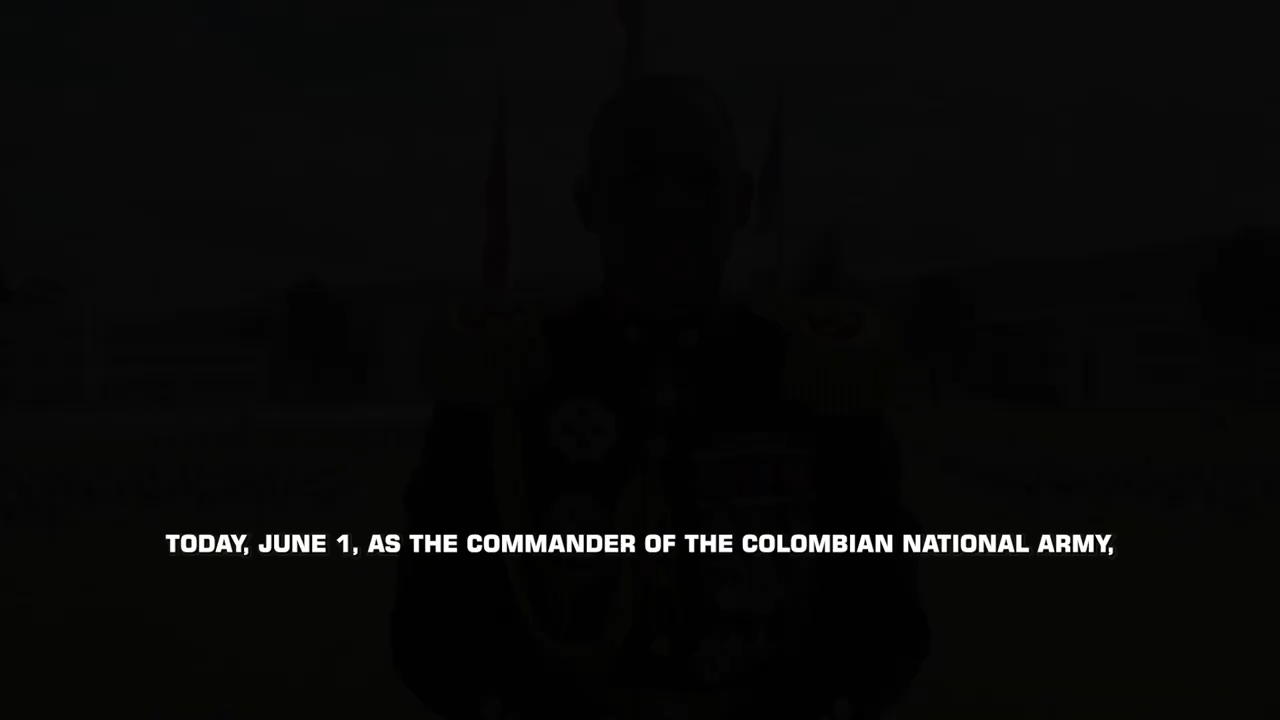 TODAY, JUNE 1, AS THE COMMANDER OF THE COLOMBIAN NATIONAL ARMY,